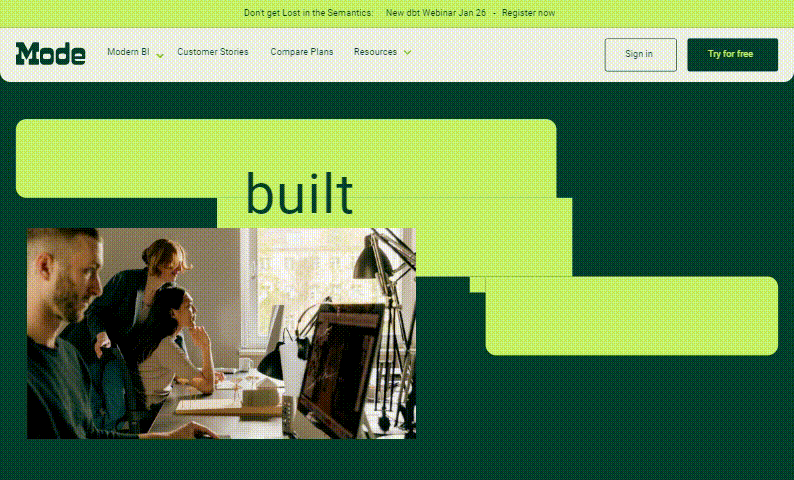 Don't get Lost in the Semantics: New dbt Webinar Jan 26 - Register now
Mode Modern BI Customer Stories Compare Plans Resources Sign in Try for free
built